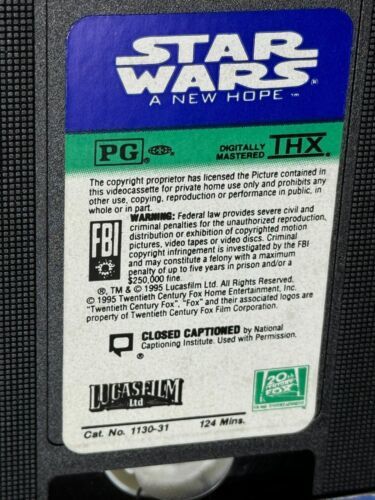 STAR
WARS®
A NEW HOPE™
PG®
DIGITALLY
MASTERED THX®
The copyright proprietor has licensed the Picture contained in
this videocassette for private home use only and prohibits any
other use, copying, reproduction or performance in public, in
whole or in part.
FBI
WARNING: Federal law provides severe civil and
criminal penalties for the unauthorized reproduction,
distribution or exhibition of copyrighted motion
pictures, video tapes or video discs. Criminal
copyright infringement is investigated by the FBI
and may constitute a felony with a maximum
penalty of up to five years in prison and/or a
$250,000 fine.
®, TM & © 1995 Lucasfilm Ltd. All Rights Reserved.
© 1995 Twentieth Century Fox Home Entertainment, Inc.
"Twentieth Century Fox", "Fox" and their associated logos are
property of Twentieth Century Fox Film Corporation.
CLOSED CAPTIONED by National
Captioning Institute. Used with Permission.
®
LUCASFILM
Ltd
20th
CENTURY
FOX
Cat. No. 1130-31 124 Mins.